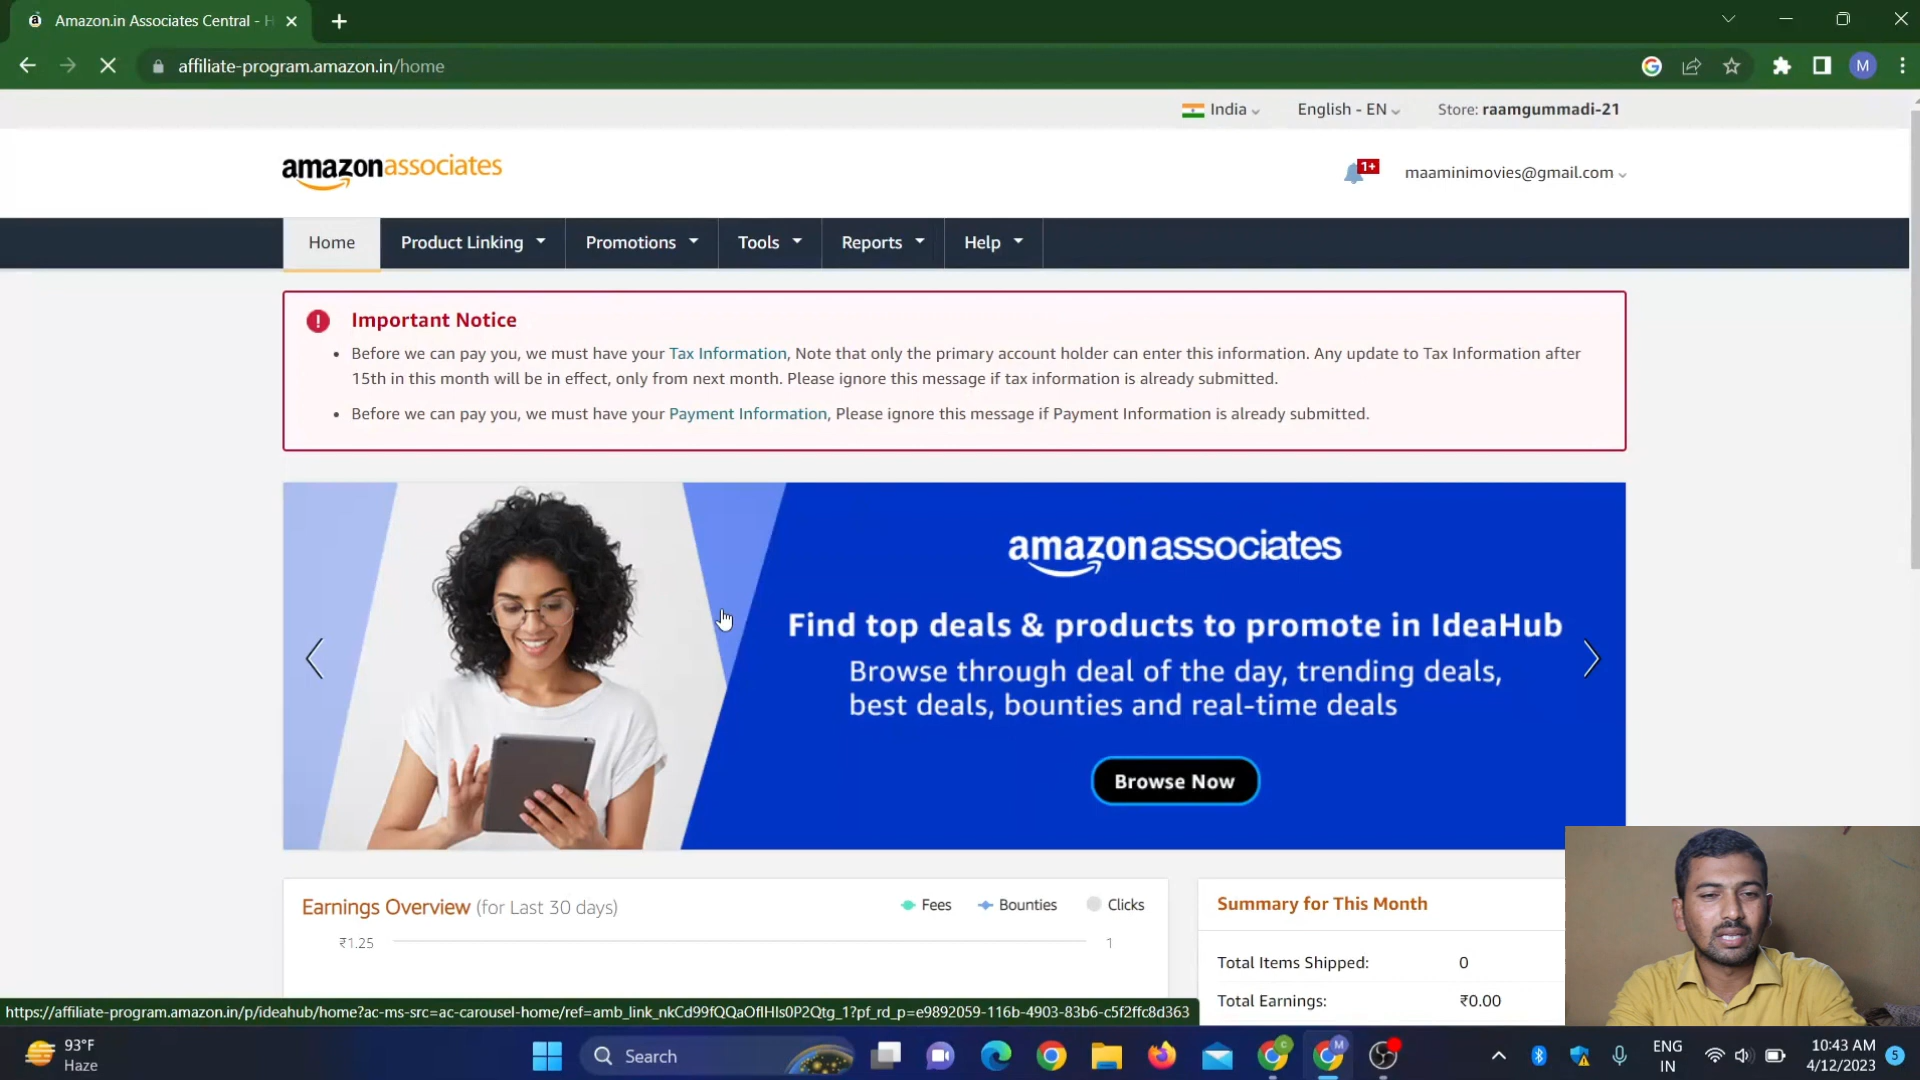 Amazon.in Associates Central - H
affiliate-program.amazon.in/home
M
India
English - EN
Store: raamgummadi-21
amazonassociates
1+
maaminimovies@gmail.com
Home
Product Linking
Promotions
Tools
Reports
Help
Important Notice
• Before we can pay you, we must have your Tax Information, Note that only the primary account holder can enter this information. Any update to Tax Information after
15th in this month will be in effect, only from next month. Please ignore this message if tax information is already submitted.
• Before we can pay you, we must have your Payment Information, Please ignore this message if Payment Information is already submitted.
amazonassociates
Find top deals & products to promote in IdeaHub
Browse through deal of the day, trending deals,
best deals, bounties and real-time deals
Browse Now
Earnings Overview (for Last 30 days)
Fees
Bounties
Clicks
₹1.25
1
Summary for This Month
Total Items Shipped: 0
Total Earnings: ₹0.00
https://affiliate-program.amazon.in/p/ideahub/home?ac-ms-src=ac-carousel-home/ref=amb_link_nkCd99fQQaOflHIs0P2Qtg_1?pf_rd_p=e9892059-116b-4903-83b6-c5f2ffc8d363
93°F
Haze
Search
C
M
ENG
IN
10:43 AM
4/12/2023
5